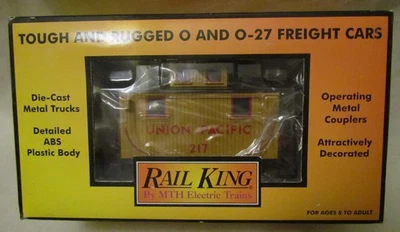 TOUGH AND RUGGED O AND O-27 FREIGHT CARS
Die-Cast
Metal Trucks
Detailed
ABS
Plastic Body
Operating
Metal
Couplers
Attractively
Decorated
UNION PACIFIC
217
RAIL KING
By MTH Electric Trains
FOR AGES 8 TO ADULT